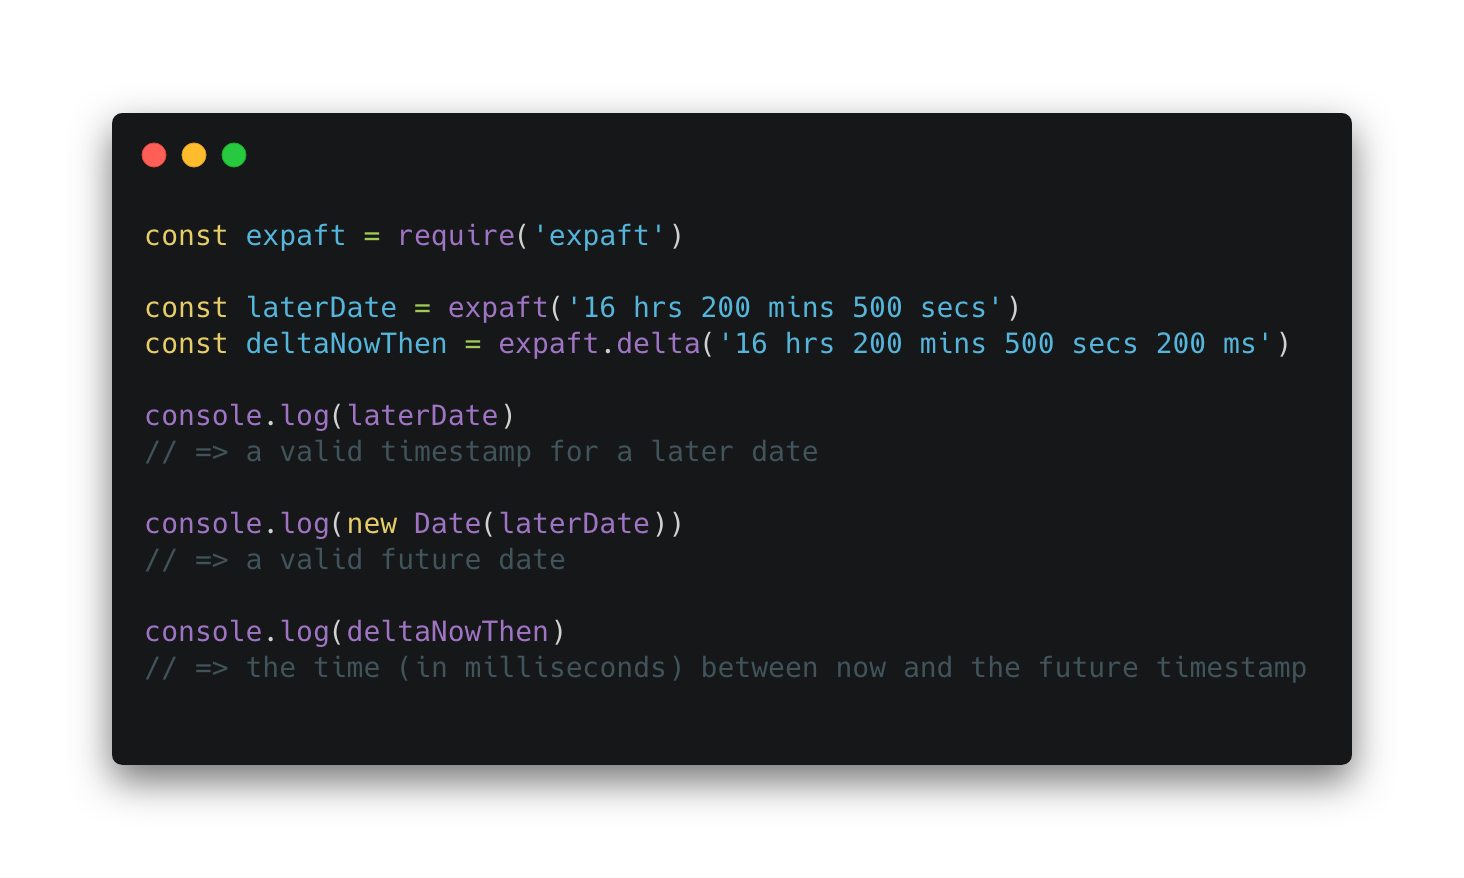 const expaft = require('expaft')
const laterDate = expaft('16 hrs 200 mins 500 secs')
const deltaNowThen = expaft.delta('16 hrs 200 mins 500 secs 200 ms')
console.log(laterDate)
// => a valid timestamp for a later date
console.log(new Date(laterDate))
// => a valid future date
console.log(deltaNowThen)
// => the time (in milliseconds) between now and the future timestamp